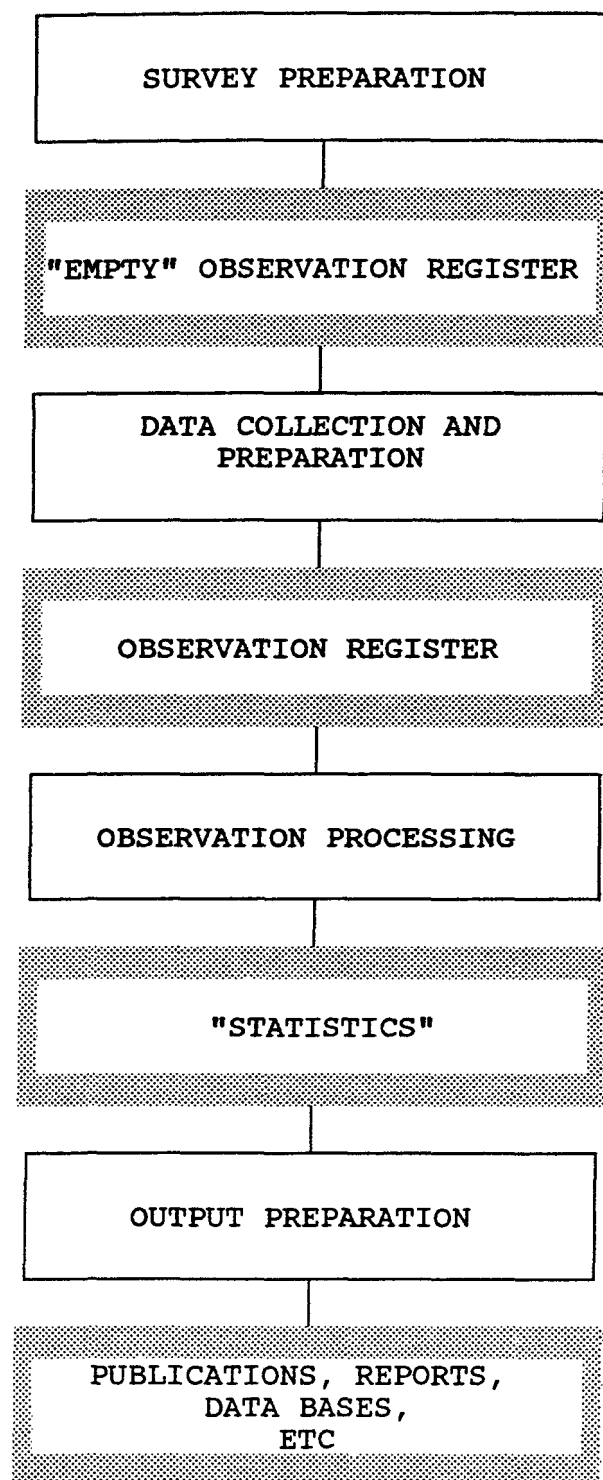 SURVEY PREPARATION
"EMPTY" OBSERVATION REGISTER
DATA COLLECTION AND
PREPARATION
OBSERVATION REGISTER
OBSERVATION PROCESSING
"STATISTICS"
OUTPUT PREPARATION
PUBLICATIONS, REPORTS,
DATA BASES,
ETC